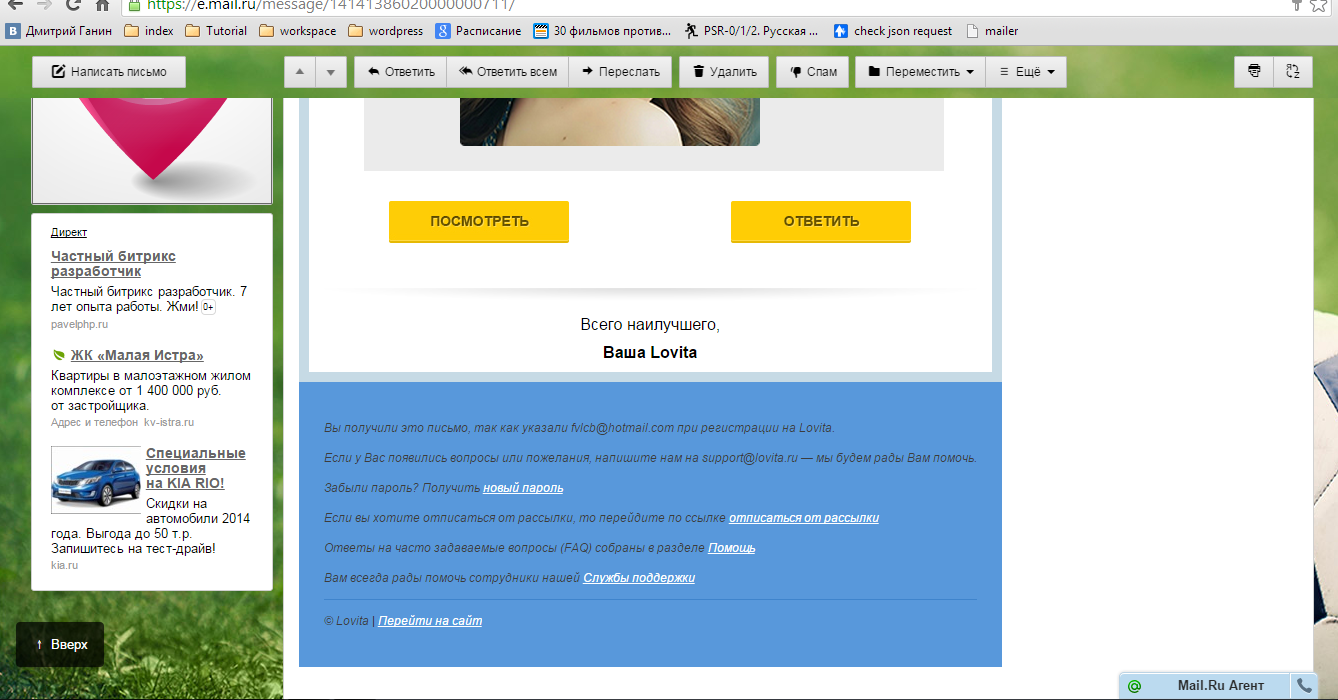 https://e.mail.ru/message/14141386020000000711/
Дмитрий Ганин index Tutorial workspace wordpress Расписание 30 фильмов против... PSR-0/1/2. Русская ... check json request mailer
Написать письмо Ответить Ответить всем Переслать Удалить Спам Переместить Ещё
Директ
Частный битрикс
разработчик
Частный битрикс разработчик. 7
лет опыта работы. Жми! 0+
pavelphp.ru
ЖК «Малая Истра»
Квартиры в малоэтажном жилом
комплексе от 1 400 000 руб.
от застройщика.
Адрес и телефон kv-istra.ru
Специальные
условия
на KIA RIO!
Скидки на
автомобили 2014
года. Выгода до 50 т.р.
Запишитесь на тест-драйв!
kia.ru
Вверх
ПОСМОТРЕТЬ ОТВЕТИТЬ
Всего наилучшего,
Ваша Lovita
Вы получили это письмо, так как указали fvlcb@hotmail.com при регистрации на Lovita.
Если у Вас появились вопросы или пожелания, напишите нам на support@lovita.ru — мы будем рады Вам помочь.
Забыли пароль? Получить новый пароль
Если вы хотите отписаться от рассылки, то перейдите по ссылке отписаться от рассылки
Ответы на часто задаваемые вопросы (FAQ) собраны в разделе Помощь
Вам всегда рады помочь сотрудники нашей Службы поддержки
© Lovita | Перейти на сайт
Mail.Ru Агент